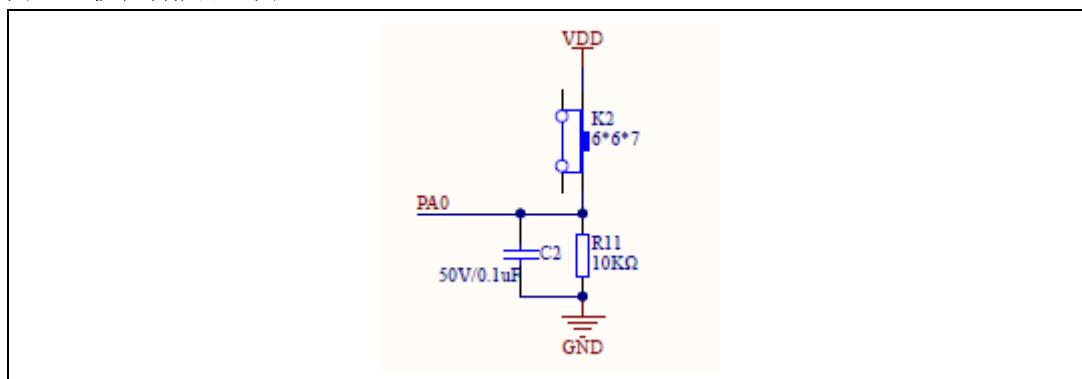 VDD
K2
6*6*7
PA0
C2
50V/0.1uF
R11
10KΩ
GND